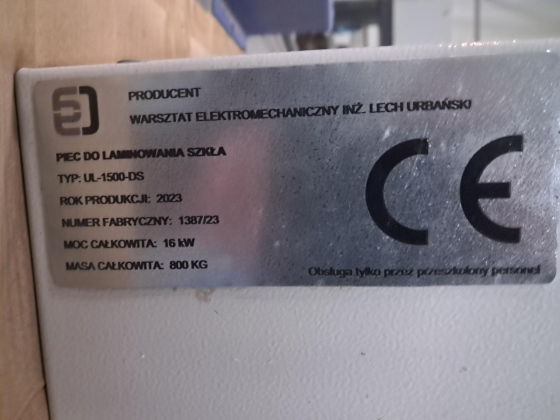 PRODUCENT
WARSZTAT ELEKTROMECHANICZNY INŻ. LECH URBAŃSKI
PIEC DO LAMINOWANIA SZKŁA
TYP: UL-1500-DS
ROK PRODUKCJI: 2023
NUMER FABRYCZNY: 1387/23
MOC CAŁKOWITA: 16 kW
MASA CAŁKOWITA: 800 KG
CE
Obsługa tylko przez przeszkolony personel